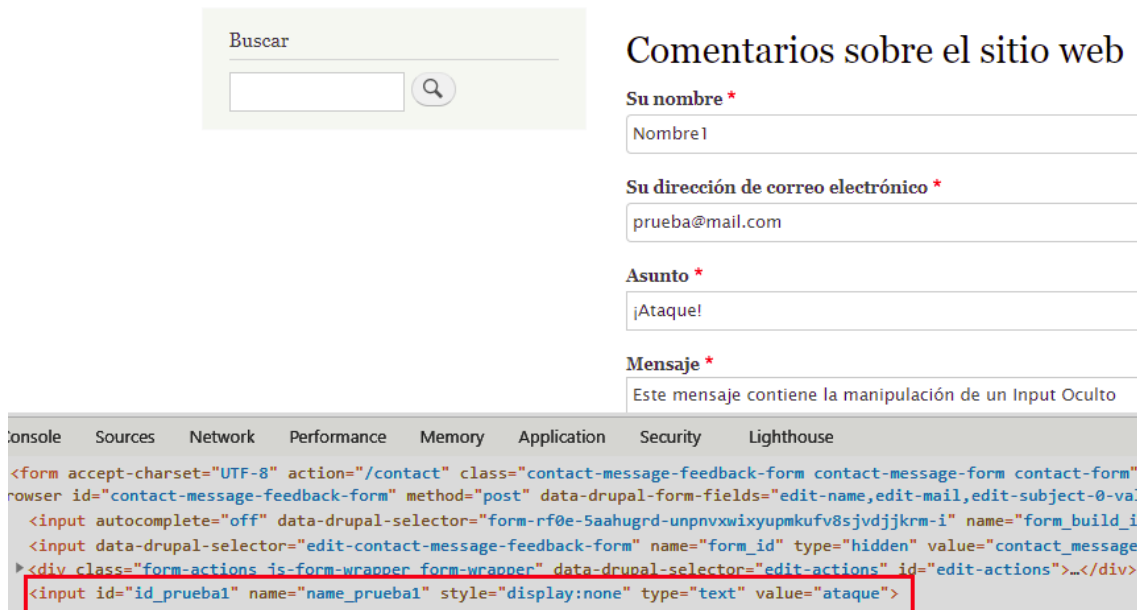 Buscar
Comentarios sobre el sitio web
Su nombre *
Nombre1
Su dirección de correo electrónico *
prueba@mail.com
Asunto *
¡Ataque!
Mensaje *
Este mensaje contiene la manipulación de un Input Oculto
Console Sources Network Performance Memory Application Security Lighthouse
<form accept-charset="UTF-8" action="/contact" class="contact-message-feedback-form contact-message-form contact-form"
rowser id="contact-message-feedback-form" method="post" data-drupal-form-fields="edit-name,edit-mail,edit-subject-0-val
<input autocomplete="off" data-drupal-selector="form-rf0e-5aahugrd-unpnvxwixyupmkufv8sjvdjjkrm-i" name="form_build_i
<input data-drupal-selector="edit-contact-message-feedback-form" name="form_id" type="hidden" value="contact_message
<div class="form-actions js-form-wrapper form-wrapper" data-drupal-selector="edit-actions" id="edit-actions">…</div>
<input id="id_prueba1" name="name_prueba1" style="display:none" type="text" value="ataque">